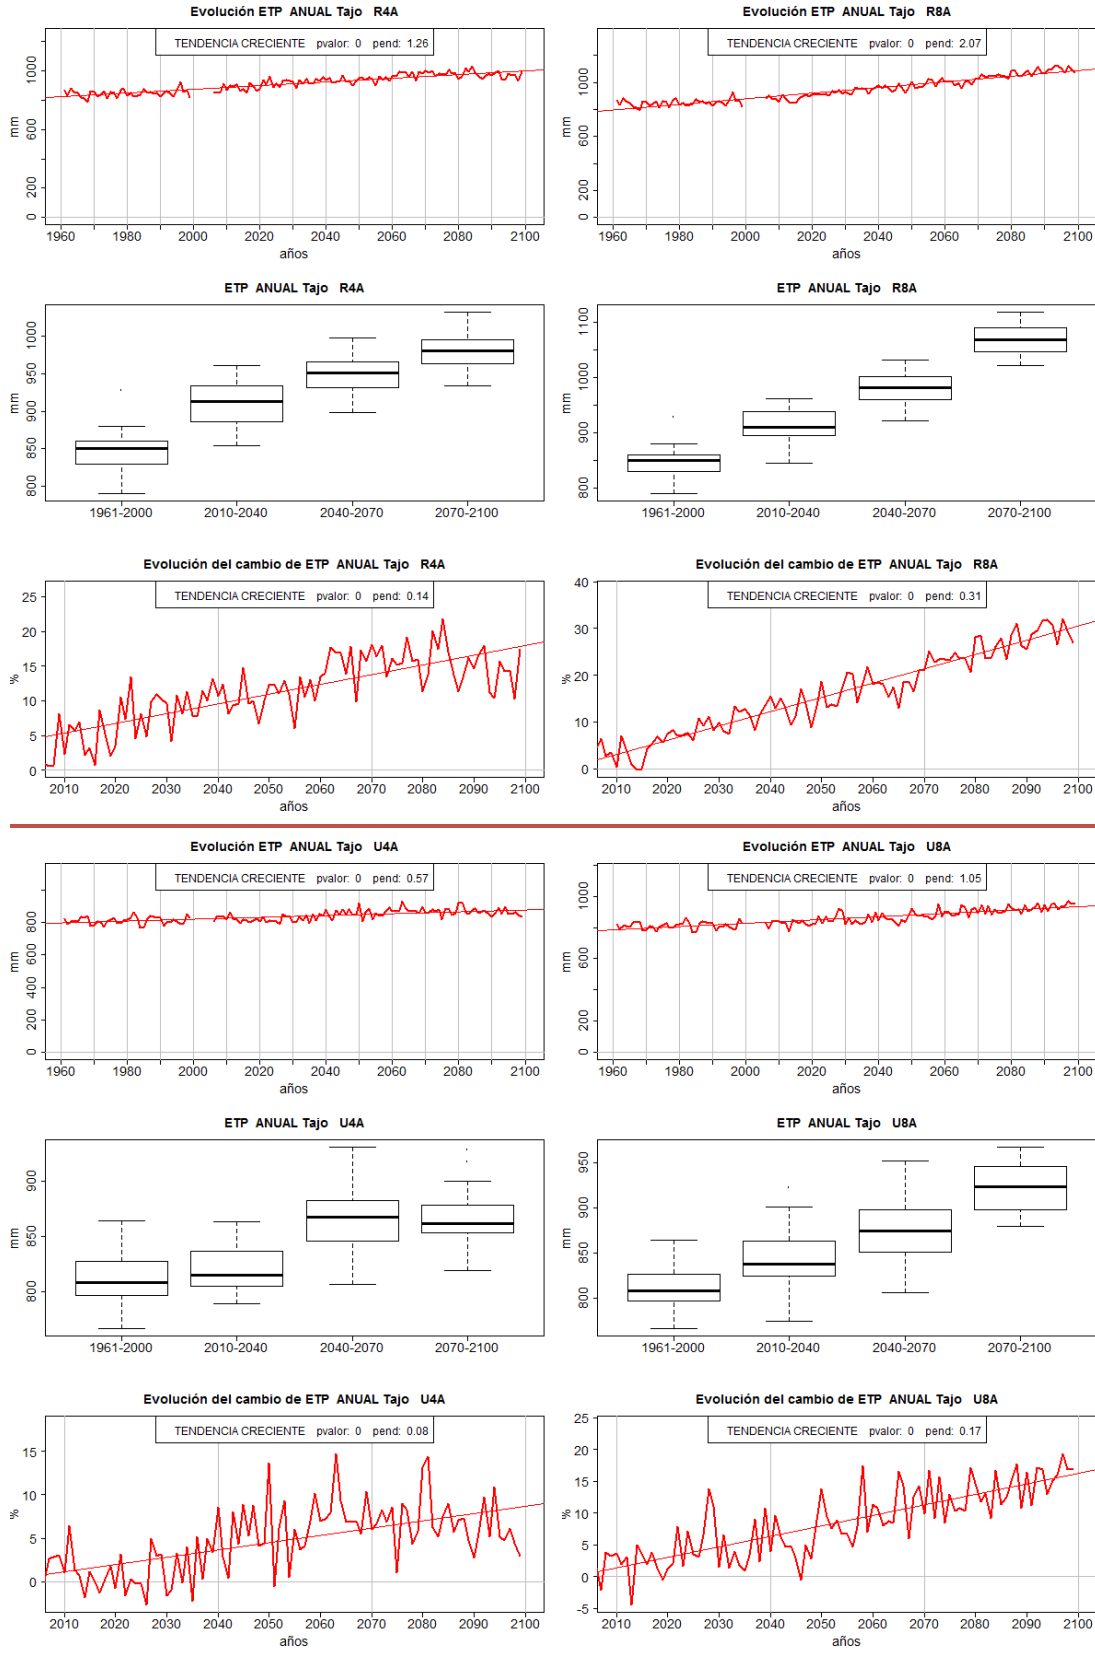 Evolución ETP ANUAL Tajo R4A
TENDENCIA CRECIENTE pvalor: 0 pend: 1.26
mm
0 200 600 1000
1960 1980 2000 2020 2040 2060 2080 2100
años
Evolución ETP ANUAL Tajo R8A
TENDENCIA CRECIENTE pvalor: 0 pend: 2.07
mm
0 200 600 1000
1960 1980 2000 2020 2040 2060 2080 2100
años
ETP ANUAL Tajo R4A
mm
800 850 900 950 1000
1961-2000 2010-2040 2040-2070 2070-2100
ETP ANUAL Tajo R8A
mm
800 900 1000 1100
1961-2000 2010-2040 2040-2070 2070-2100
Evolución del cambio de ETP ANUAL Tajo R4A
TENDENCIA CRECIENTE pvalor: 0 pend: 0.14
%
0 5 10 15 20 25
2010 2020 2030 2040 2050 2060 2070 2080 2090 2100
años
Evolución del cambio de ETP ANUAL Tajo R8A
TENDENCIA CRECIENTE pvalor: 0 pend: 0.31
%
0 10 20 30 40
2010 2020 2030 2040 2050 2060 2070 2080 2090 2100
años
Evolución ETP ANUAL Tajo U4A
TENDENCIA CRECIENTE pvalor: 0 pend: 0.57
mm
0 200 400 600 800
1960 1980 2000 2020 2040 2060 2080 2100
años
Evolución ETP ANUAL Tajo U8A
TENDENCIA CRECIENTE pvalor: 0 pend: 1.05
mm
0 200 600 1000
1960 1980 2000 2020 2040 2060 2080 2100
años
ETP ANUAL Tajo U4A
mm
800 850 900
1961-2000 2010-2040 2040-2070 2070-2100
ETP ANUAL Tajo U8A
mm
800 850 900 950
1961-2000 2010-2040 2040-2070 2070-2100
Evolución del cambio de ETP ANUAL Tajo U4A
TENDENCIA CRECIENTE pvalor: 0 pend: 0.08
%
0 5 10 15
2010 2020 2030 2040 2050 2060 2070 2080 2090 2100
años
Evolución del cambio de ETP ANUAL Tajo U8A
TENDENCIA CRECIENTE pvalor: 0 pend: 0.17
%
-5 0 5 10 15 20 25
2010 2020 2030 2040 2050 2060 2070 2080 2090 2100
años